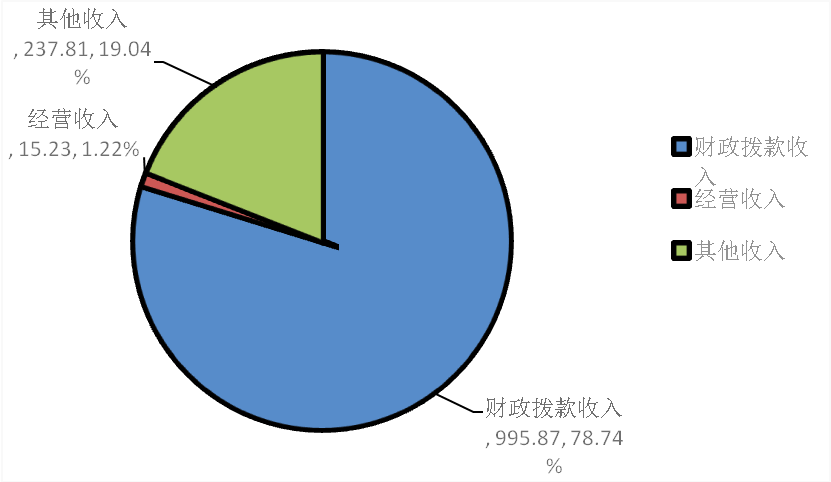 其他收入
, 237.81, 19.04
%
经营收入
, 15.23, 1.22%
财政拨款收
入
经营收入
其他收入
财政拨款收入
, 995.87, 78.74
%